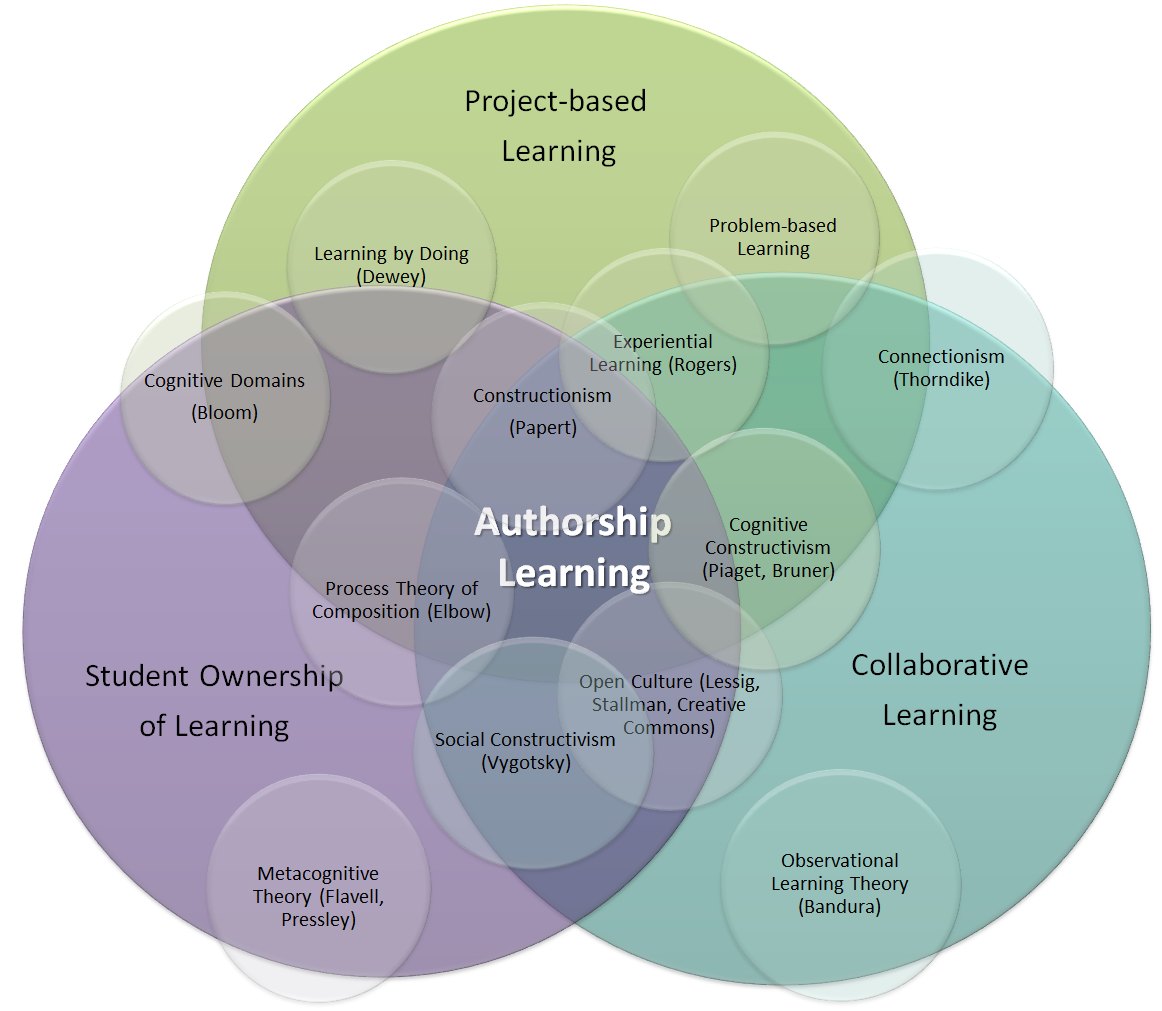 Project-based
Learning
Learning by Doing
(Dewey)
Problem-based
Learning
Cognitive Domains
(Bloom)
Constructionism
(Papert)
Experiential
Learning (Rogers)
Connectionism
(Thorndike)
Authorship
Learning
Cognitive
Constructivism
(Piaget, Bruner)
Process Theory of
Composition (Elbow)
Student Ownership
of Learning
Open Culture (Lessig,
Stallman, Creative
Commons)
Collaborative
Learning
Social Constructivism
(Vygotsky)
Metacognitive
Theory (Flavell,
Pressley)
Observational
Learning Theory
(Bandura)